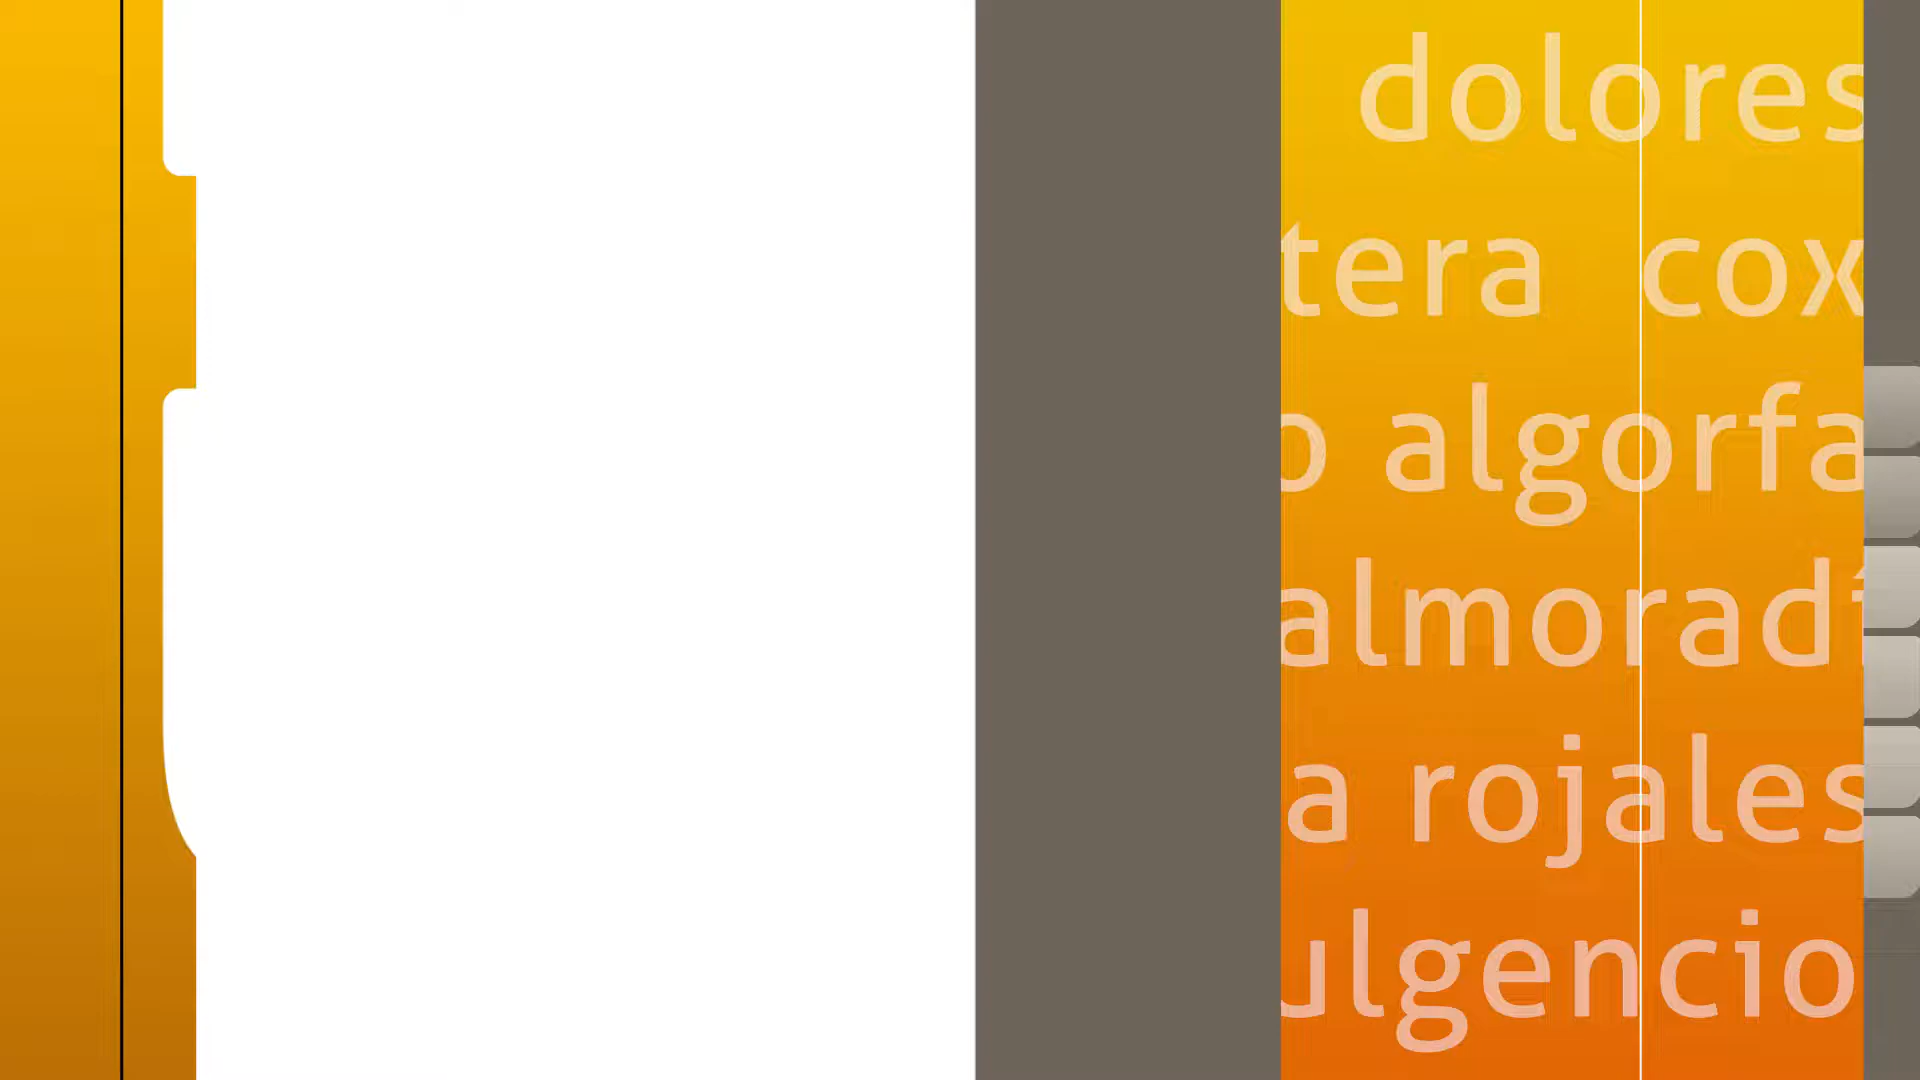 dolores
tera cox
o algorfa
almoradí
a rojales
ulgencio